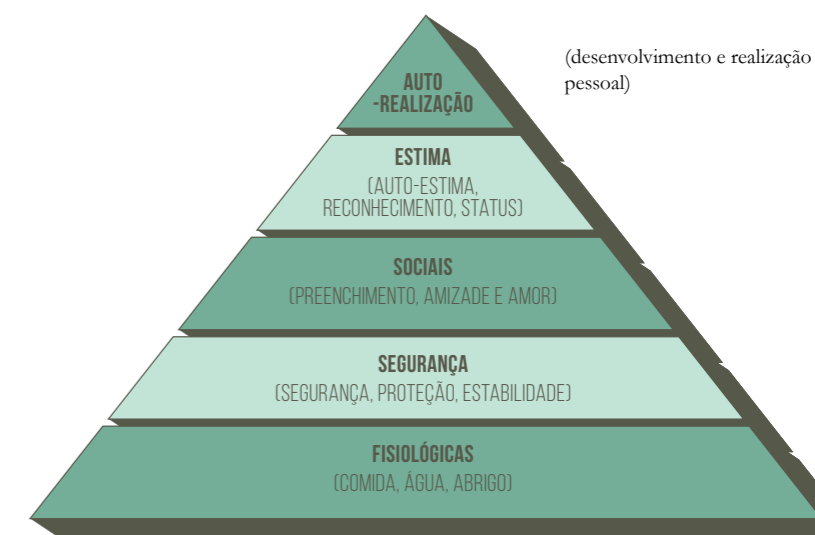 (desenvolvimento e realização
pessoal)
AUTO
-REALIZAÇÃO
ESTIMA
(AUTO-ESTIMA,
RECONHECIMENTO, STATUS)
SOCIAIS
(PREENCHIMENTO, AMIZADE E AMOR)
SEGURANÇA
(SEGURANÇA, PROTEÇÃO, ESTABILIDADE)
FISIOLÓGICAS
(COMIDA, ÁGUA, ABRIGO)